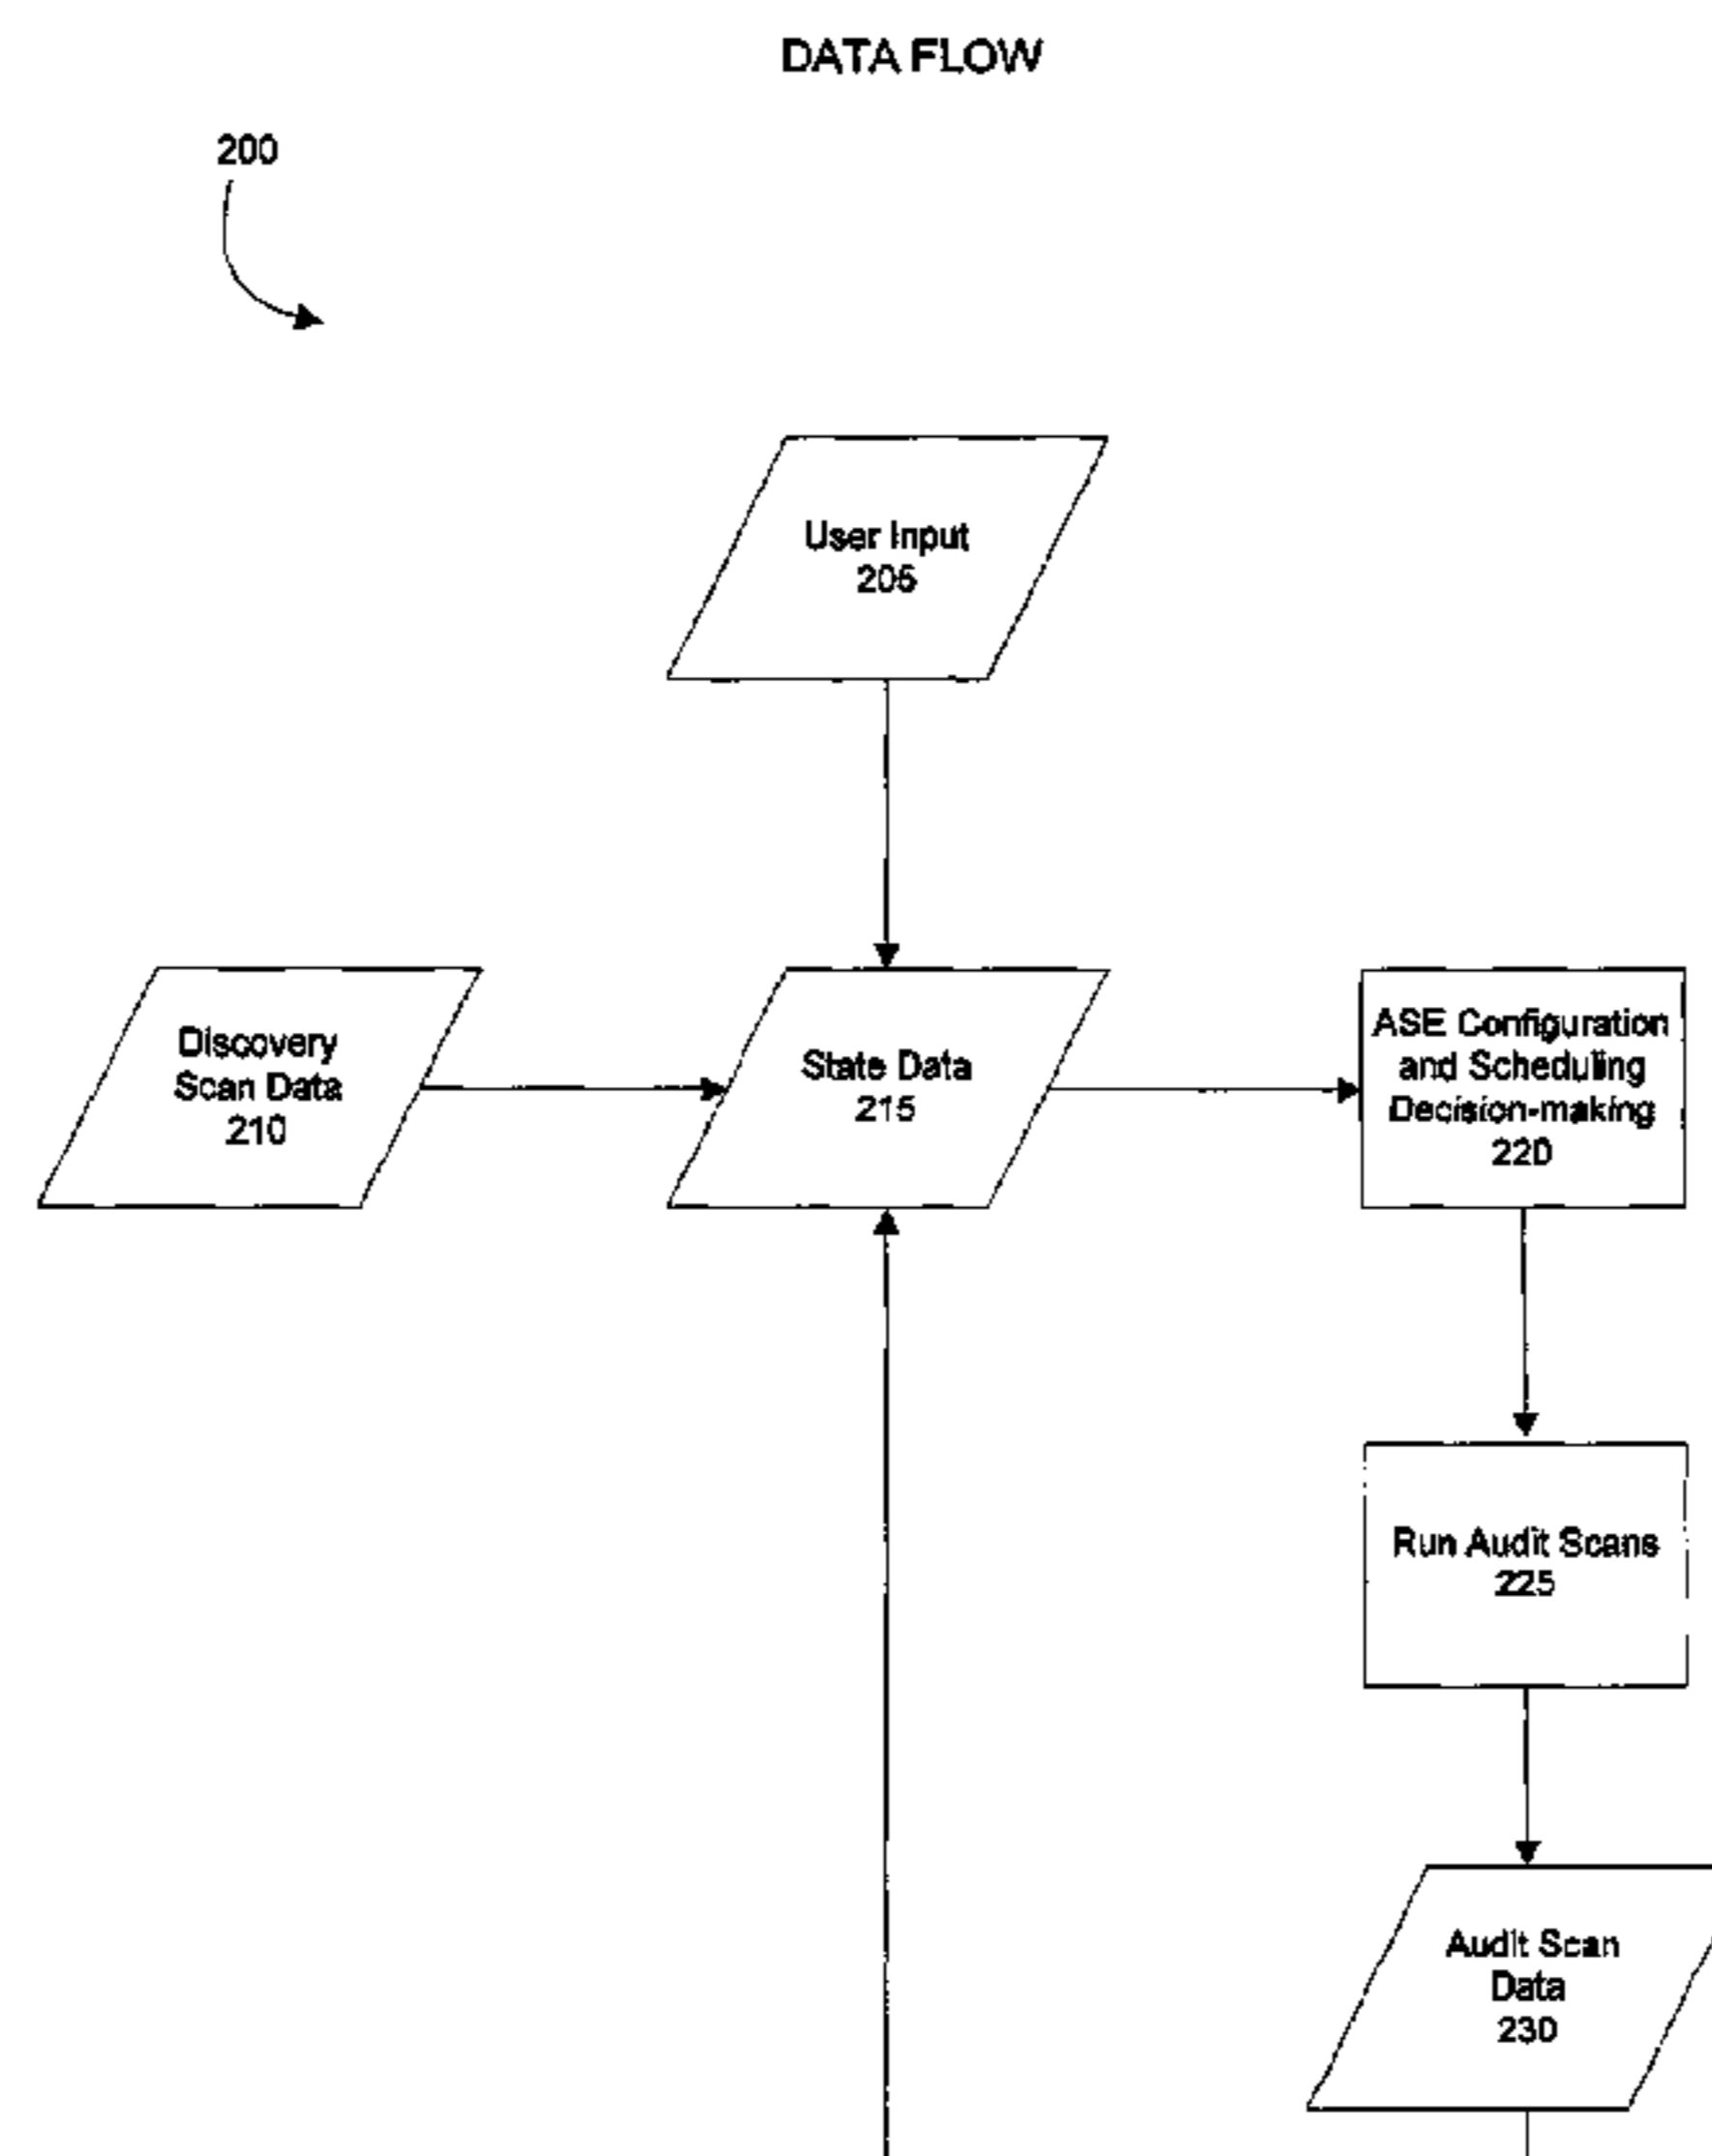 DATA FLOW
200
User Input
205
Discovery
Scan Data
210
State Data
215
ASE Configuration
and Scheduling
Decision-making
220
Run Audit Scans
225
Audit Scan
Data
230